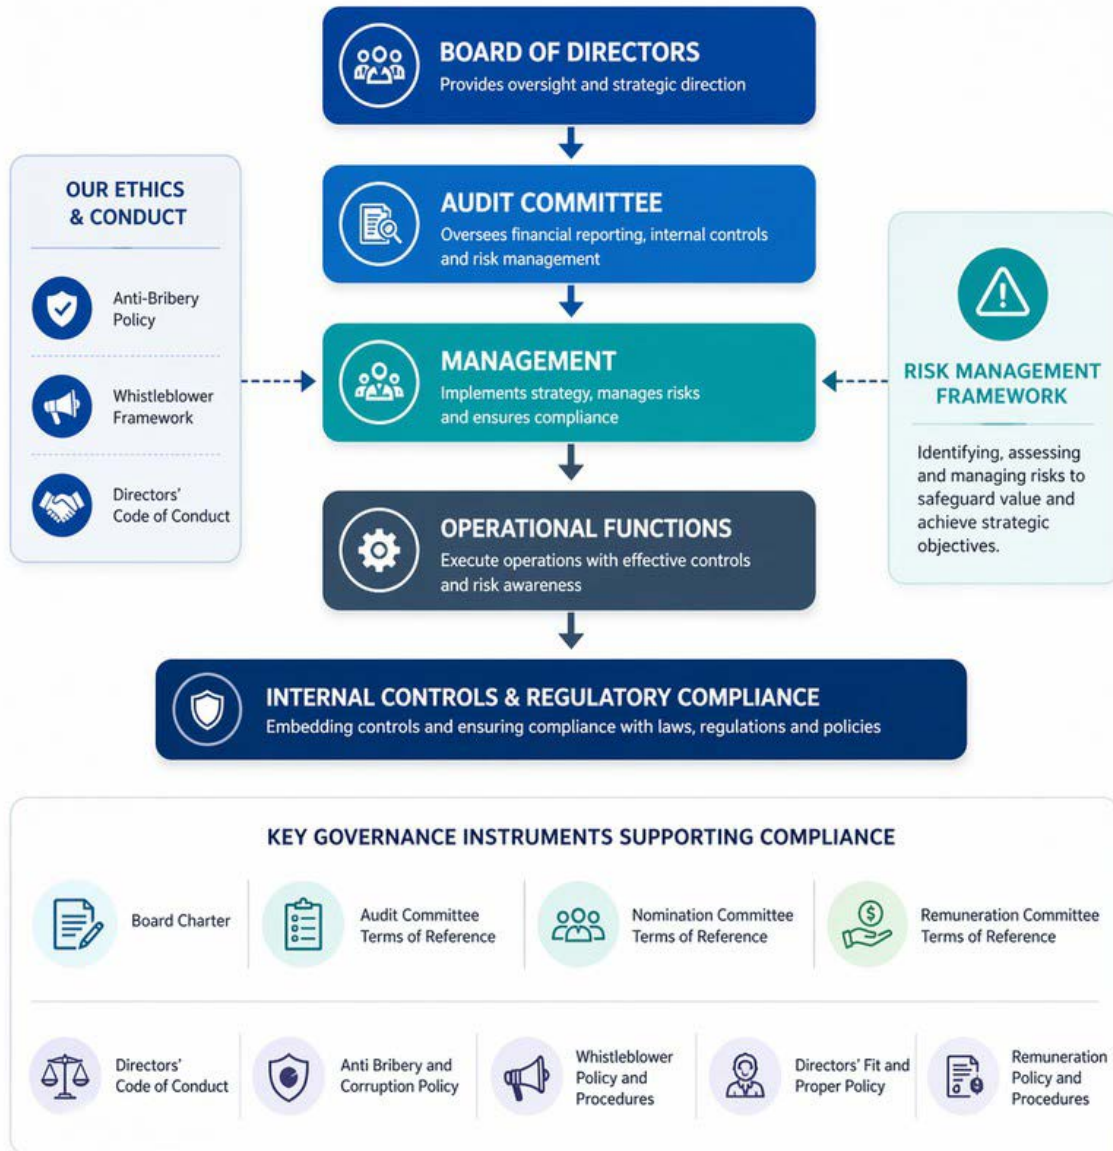 BOARD OF DIRECTORS
Provides oversight and strategic direction
OUR ETHICS
& CONDUCT
Anti-Bribery
Policy
Whistleblower
Framework
Directors'
Code of Conduct
AUDIT COMMITTEE
Oversees financial reporting, internal controls
and risk management
MANAGEMENT
Implements strategy, manages risks
and ensures compliance
RISK MANAGEMENT
FRAMEWORK
Identifying, assessing
and managing risks to
safeguard value and
achieve strategic
objectives.
OPERATIONAL FUNCTIONS
Execute operations with effective controls
and risk awareness
INTERNAL CONTROLS & REGULATORY COMPLIANCE
Embedding controls and ensuring compliance with laws, regulations and policies
KEY GOVERNANCE INSTRUMENTS SUPPORTING COMPLIANCE
Board Charter
Audit Committee
Terms of Reference
Nomination Committee
Terms of Reference
$
Remuneration Committee
Terms of Reference
Directors'
Code of Conduct
Anti Bribery and
Corruption Policy
Whistleblower
Policy and
Procedures
Directors' Fit and
Proper Policy
Remuneration
Policy and
Procedures